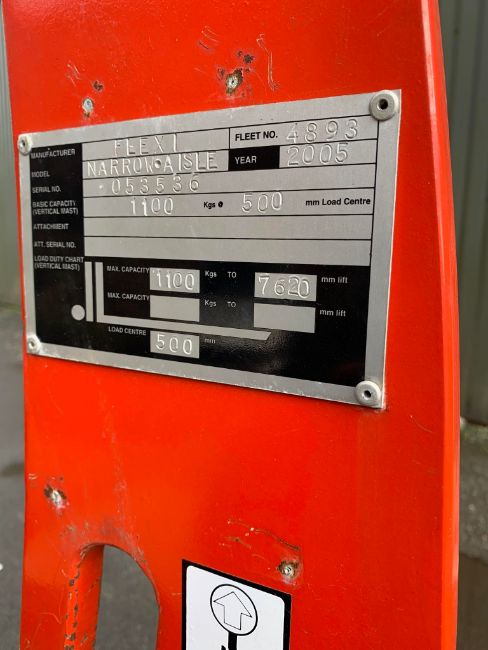 MANUFACTURER FLEXI FLEET NO. 4893
MODEL NARROW AISLE YEAR 2005
SERIAL NO. 053536
BASIC CAPACITY (VERTICAL MAST) 1100 Kgs @ 500 mm Load Centre
ATTACHMENT
ATT. SERIAL NO.
LOAD DUTY CHART (VERTICAL MAST)
MAX. CAPACITY 1100 Kgs TO 7620 mm lift
MAX. CAPACITY Kgs TO mm lift
LOAD CENTRE 500 mm